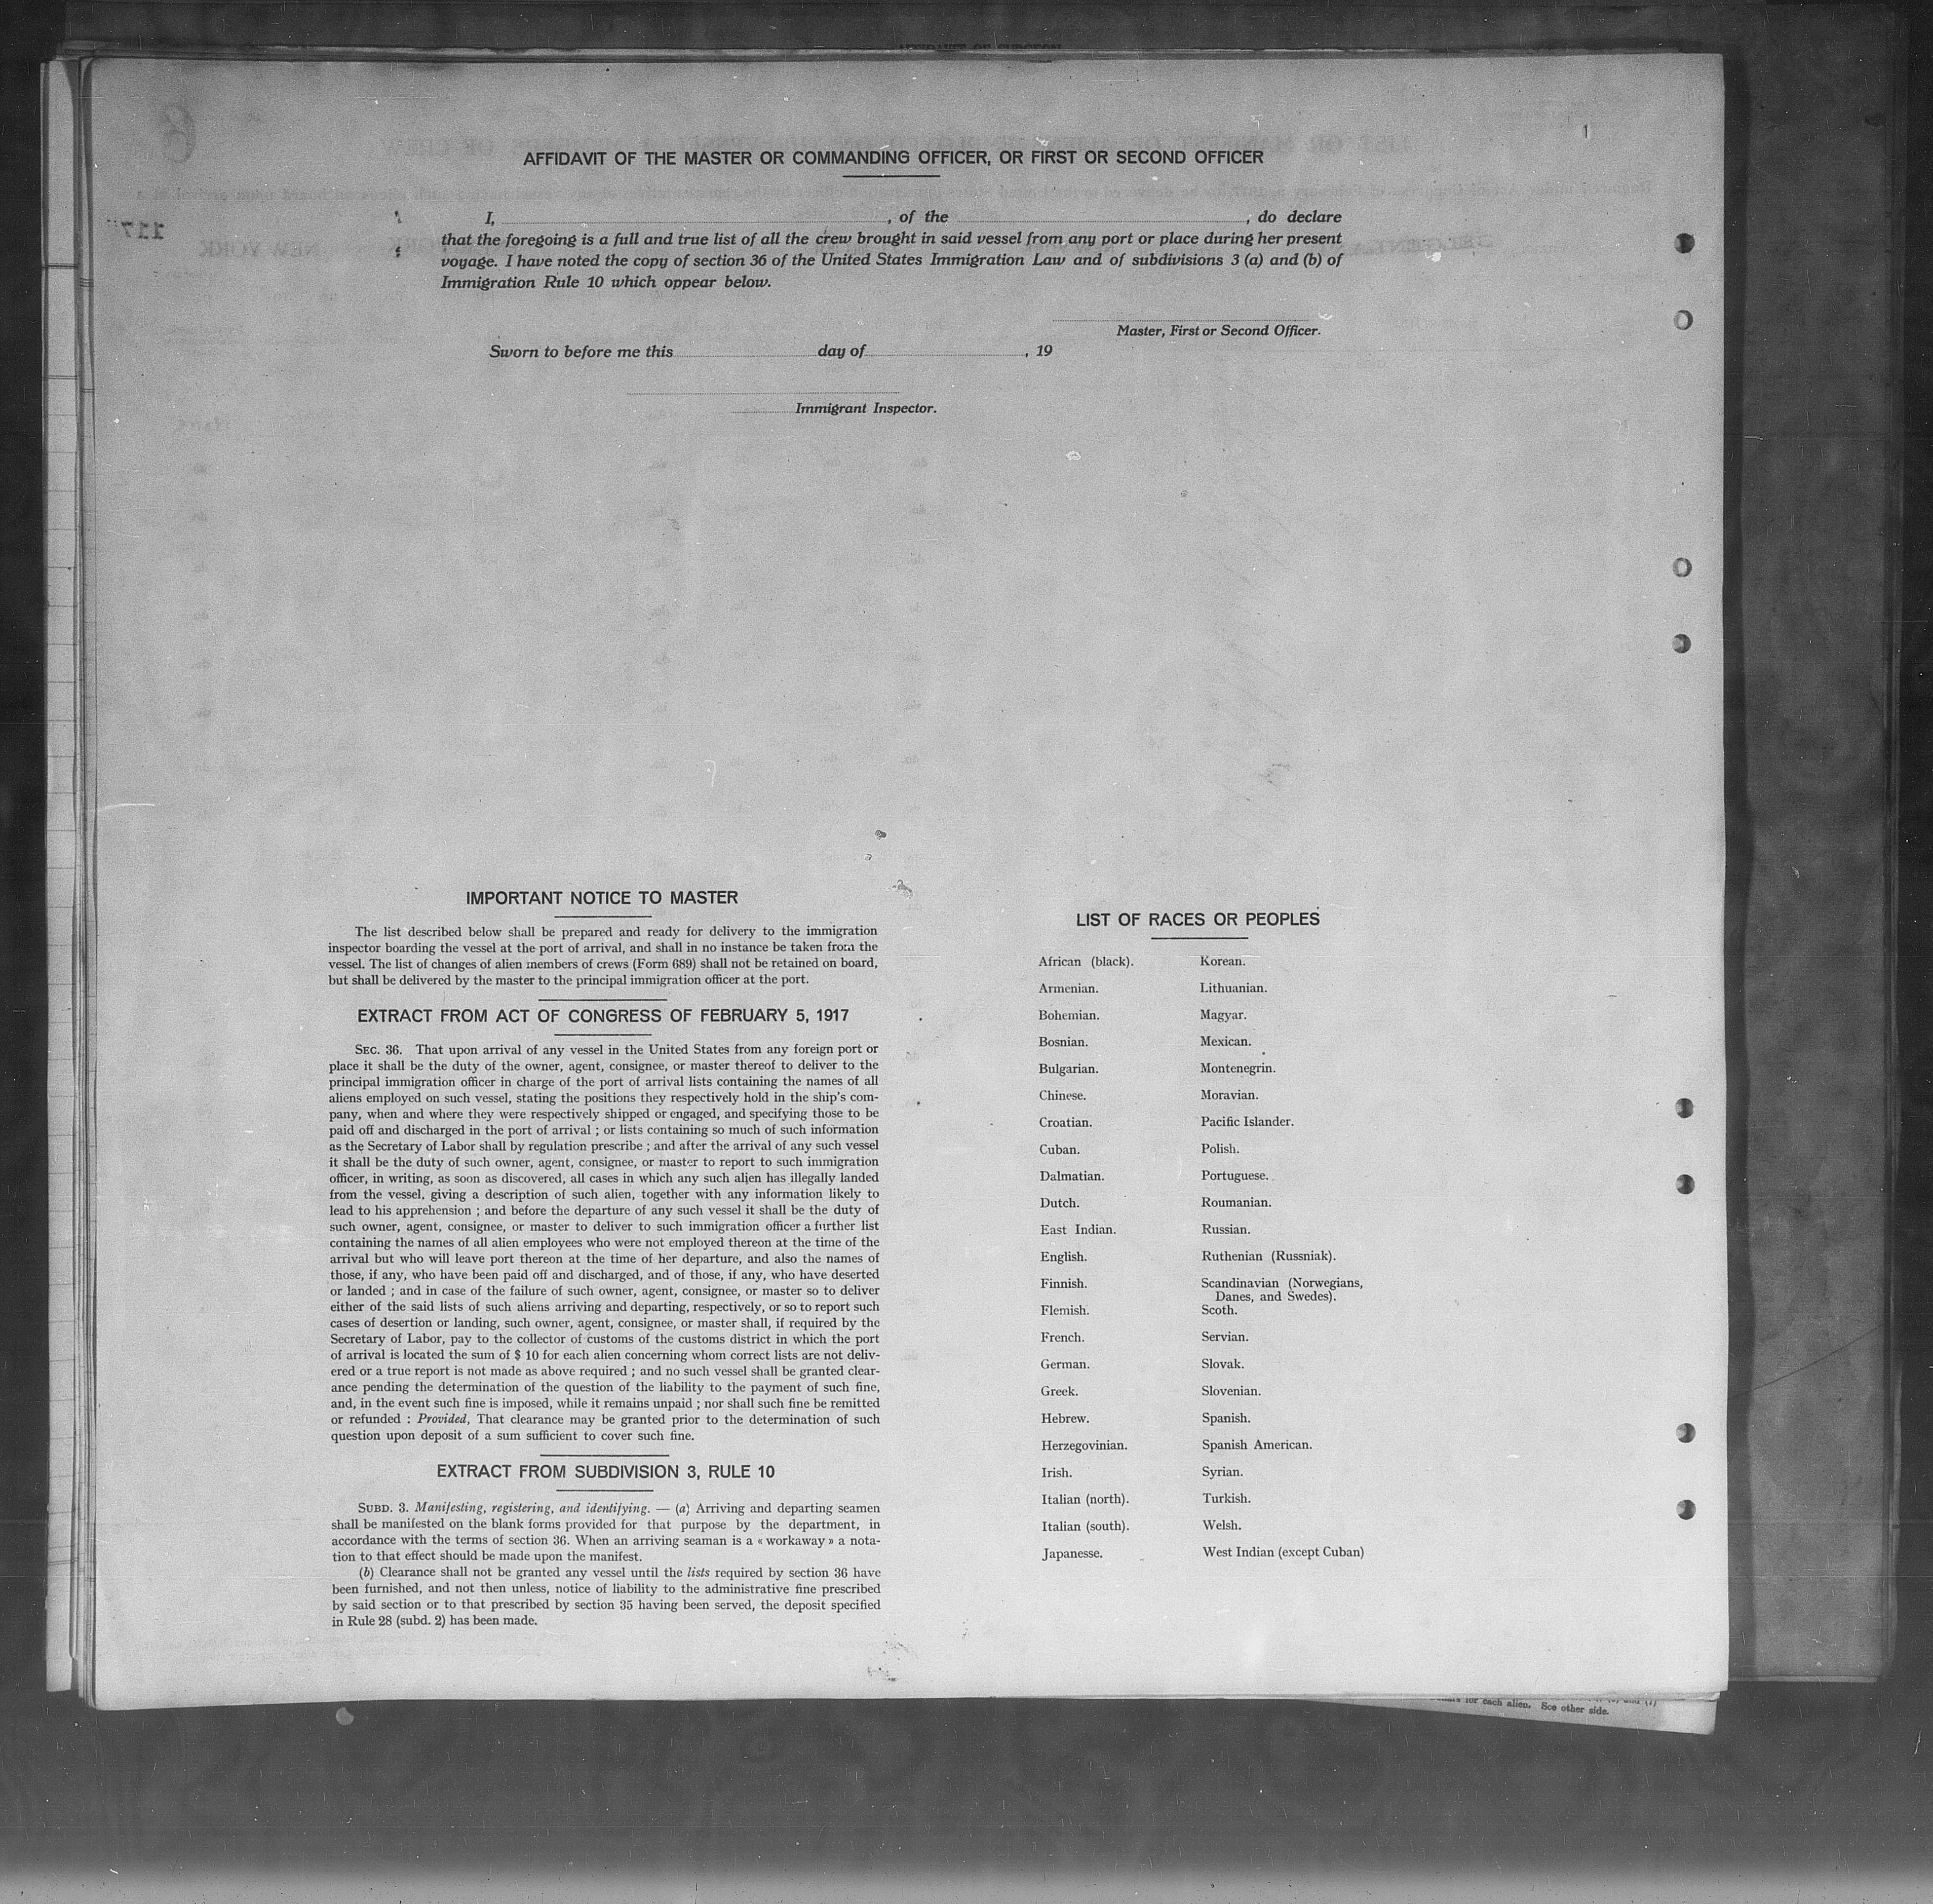 AFFIDAVIT OF THE MASTER OR COMMANDING OFFICER, OR FIRST OR SECOND OFFICER
I, , of the , do declare
that the foregoing is a full and true list of all the crew brought in said vessel from any port or place during her present
voyage. I have noted the copy of section 36 of the United States Immigration Law and of subdivisions 3 (a) and (b) of
Immigration Rule 10 which oppear below.
Master, First or Second Officer.
Sworn to before me this day of , 19
Immigrant Inspector.
IMPORTANT NOTICE TO MASTER
The list described below shall be prepared and ready for delivery to the immigration
inspector boarding the vessel at the port of arrival, and shall in no instance be taken from the
vessel. The list of changes of alien members of crews (Form 689) shall not be retained on board,
but shall be delivered by the master to the principal immigration officer at the port.
EXTRACT FROM ACT OF CONGRESS OF FEBRUARY 5, 1917
SEC. 36. That upon arrival of any vessel in the United States from any foreign port or
place it shall be the duty of the owner, agent, consignee, or master thereof to deliver to the
principal immigration officer in charge of the port of arrival lists containing the names of all
aliens employed on such vessel, stating the positions they respectively hold in the ship's com-
pany, when and where they were respectively shipped or engaged, and specifying those to be
paid off and discharged in the port of arrival ; or lists containing so much of such information
as the Secretary of Labor shall by regulation prescribe ; and after the arrival of any such vessel
it shall be the duty of such owner, agent, consignee, or master to report to such immigration
officer, in writing, as soon as discovered, all cases in which any such alien has illegally landed
from the vessel, giving a description of such alien, together with any information likely to
lead to his apprehension ; and before the departure of any such vessel it shall be the duty of
such owner, agent, consignee, or master to deliver to such immigration officer a further list
containing the names of all alien employees who were not employed thereon at the time of the
arrival but who will leave port thereon at the time of her departure, and also the names of
those, if any, who have been paid off and discharged, and of those, if any, who have deserted
or landed ; and in case of the failure of such owner, agent, consignee, or master so to deliver
either of the said lists of such aliens arriving and departing, respectively, or so to report such
cases of desertion or landing, such owner, agent, consignee, or master shall, if required by the
Secretary of Labor, pay to the collector of customs of the customs district in which the port
of arrival is located the sum of $ 10 for each alien concerning whom correct lists are not deliv-
ered or a true report is not made as above required ; and no such vessel shall be granted clear-
ance pending the determination of the question of the liability to the payment of such fine,
and, in the event such fine is imposed, while it remains unpaid ; nor shall such fine be remitted
or refunded : Provided, That clearance may be granted prior to the determination of such
question upon deposit of a sum sufficient to cover such fine.
EXTRACT FROM SUBDIVISION 3, RULE 10
SUBD. 3. Manifesting, registering, and identifying. — (a) Arriving and departing seamen
shall be manifested on the blank forms provided for that purpose by the department, in
accordance with the terms of section 36. When an arriving seaman is a « workaway » a nota-
tion to that effect should be made upon the manifest.
(b) Clearance shall not be granted any vessel until the lists required by section 36 have
been furnished, and not then unless, notice of liability to the administrative fine prescribed
by said section or to that prescribed by section 35 having been served, the deposit specified
in Rule 28 (subd. 2) has been made.
LIST OF RACES OR PEOPLES
African (black). Korean.
Armenian. Lithuanian.
Bohemian. Magyar.
Bosnian. Mexican.
Bulgarian. Montenegrin.
Chinese. Moravian.
Croatian. Pacific Islander.
Cuban. Polish.
Dalmatian. Portuguese.
Dutch. Roumanian.
East Indian. Russian.
English. Ruthenian (Russniak).
Finnish. Scandinavian (Norwegians,
Danes, and Swedes).
Flemish. Scoth.
French. Servian.
German. Slovak.
Greek. Slovenian.
Hebrew. Spanish.
Herzegovinian. Spanish American.
Irish. Syrian.
Italian (north). Turkish.
Italian (south). Welsh.
Japanesse. West Indian (except Cuban)
for each alien. See other side.